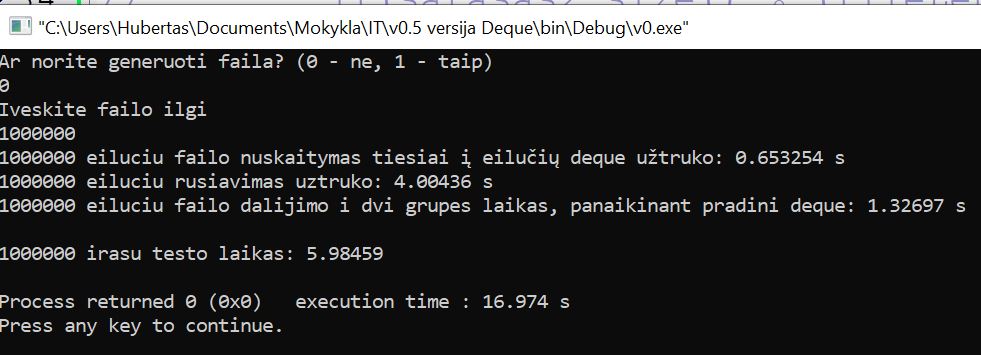 "C:\Users\Hubertas\Documents\Mokykla\IT\v0.5 versija Deque\bin\Debug\v0.exe"
Ar norite generuoti faila? (0 - ne, 1 - taip)
0
Iveskite failo ilgi
1000000
1000000 eiluciu failo nuskaitymas tiesiai į eilučių deque užtruko: 0.653254 s
1000000 eiluciu rusiavimas uztruko: 4.00436 s
1000000 eiluciu failo dalijimo i dvi grupes laikas, panaikinant pradini deque: 1.32697 s
1000000 irasu testo laikas: 5.98459
Process returned 0 (0x0)   execution time : 16.974 s
Press any key to continue.